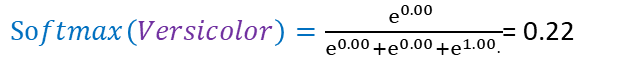 Softmax(Versicolor) = e^0.00 / e^0.00+e^0.00+e^1.00. = 0.22